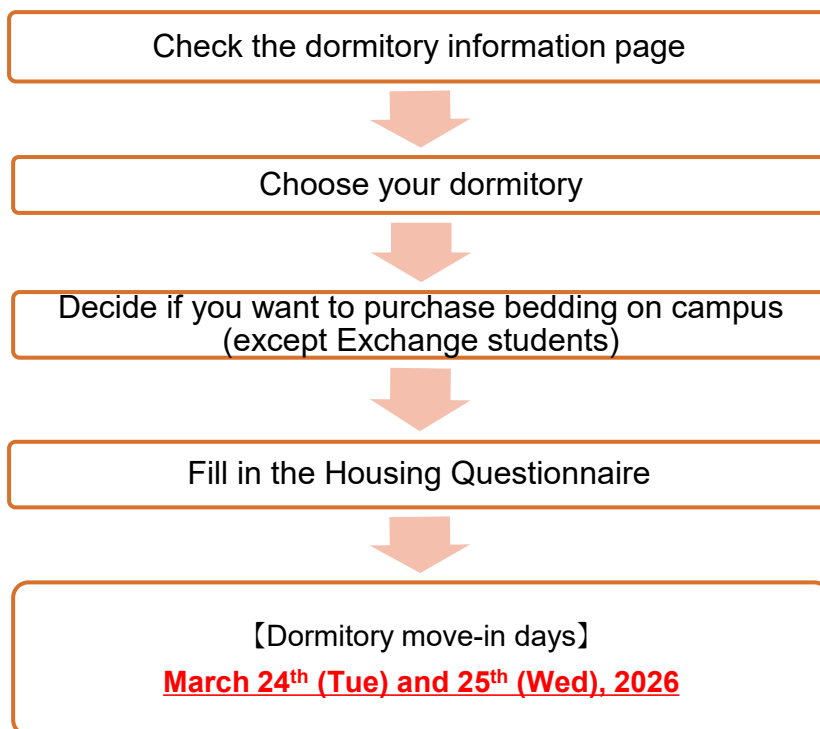 Check the dormitory information page
Choose your dormitory
Decide if you want to purchase bedding on campus
(except Exchange students)
Fill in the Housing Questionnaire
【Dormitory move-in days】
March 24th (Tue) and 25th (Wed), 2026